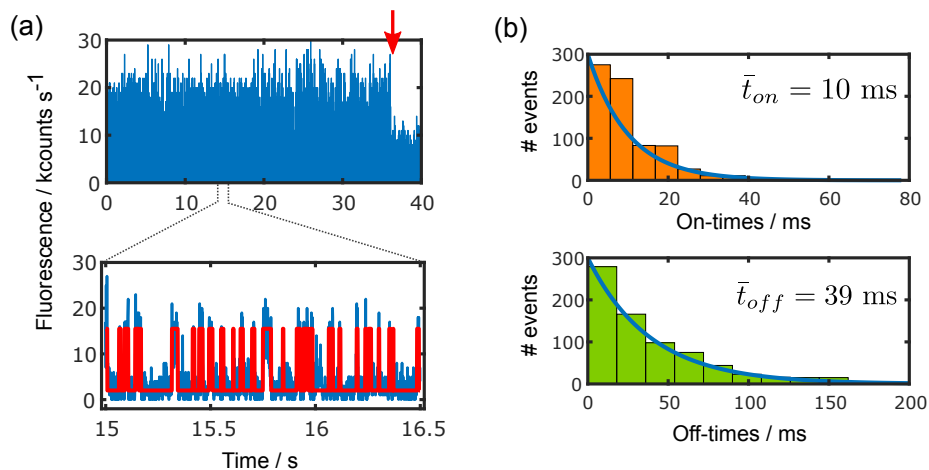 (a)
Fluorescence / kcounts s⁻¹
30
20
10
0
0 10 20 30 40
30
20
10
0
15 15.5 16 16.5
Time / s
(b)
# events
300
200
100
0
t̄on = 10 ms
0 20 40 60 80
On-times / ms
# events
300
200
100
0
t̄off = 39 ms
0 50 100 150 200
Off-times / ms